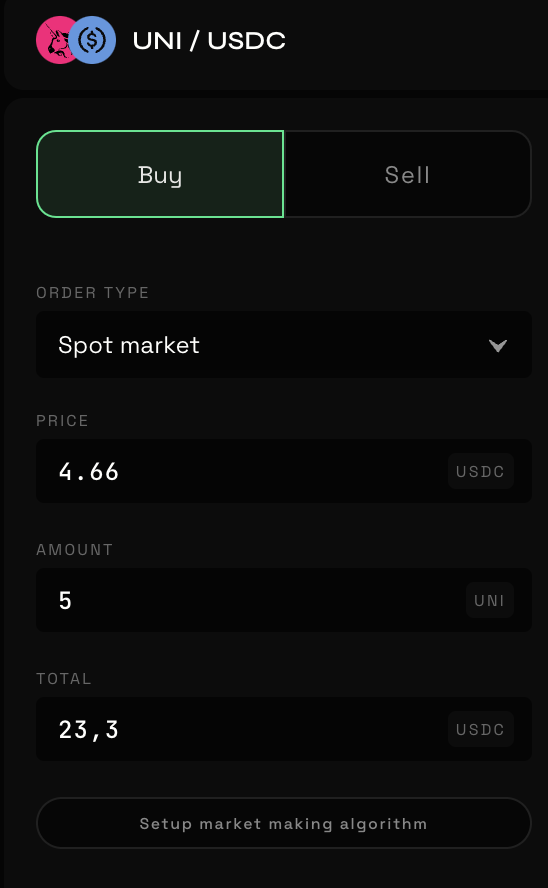 UNI / USDC
Buy Sell
ORDER TYPE
Spot market
PRICE
4.66 USDC
AMOUNT
5 UNI
TOTAL
23,3 USDC
Setup market making algorithm